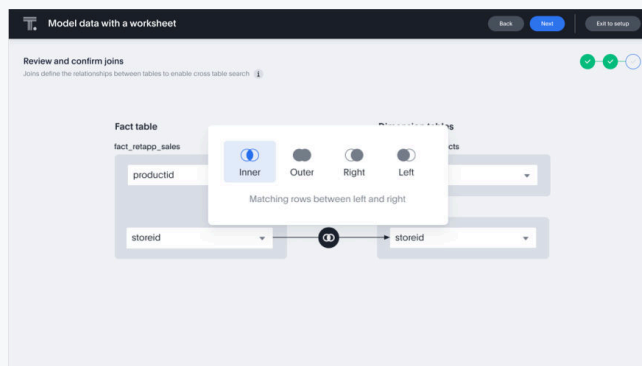 T. Model data with a worksheet Back Next Exit to setup
Review and confirm joins
Joins define the relationships between tables to enable cross table search i
Fact table
fact_retapp_sales
productid
Inner Outer Right Left
Matching rows between left and right
storeid storeid